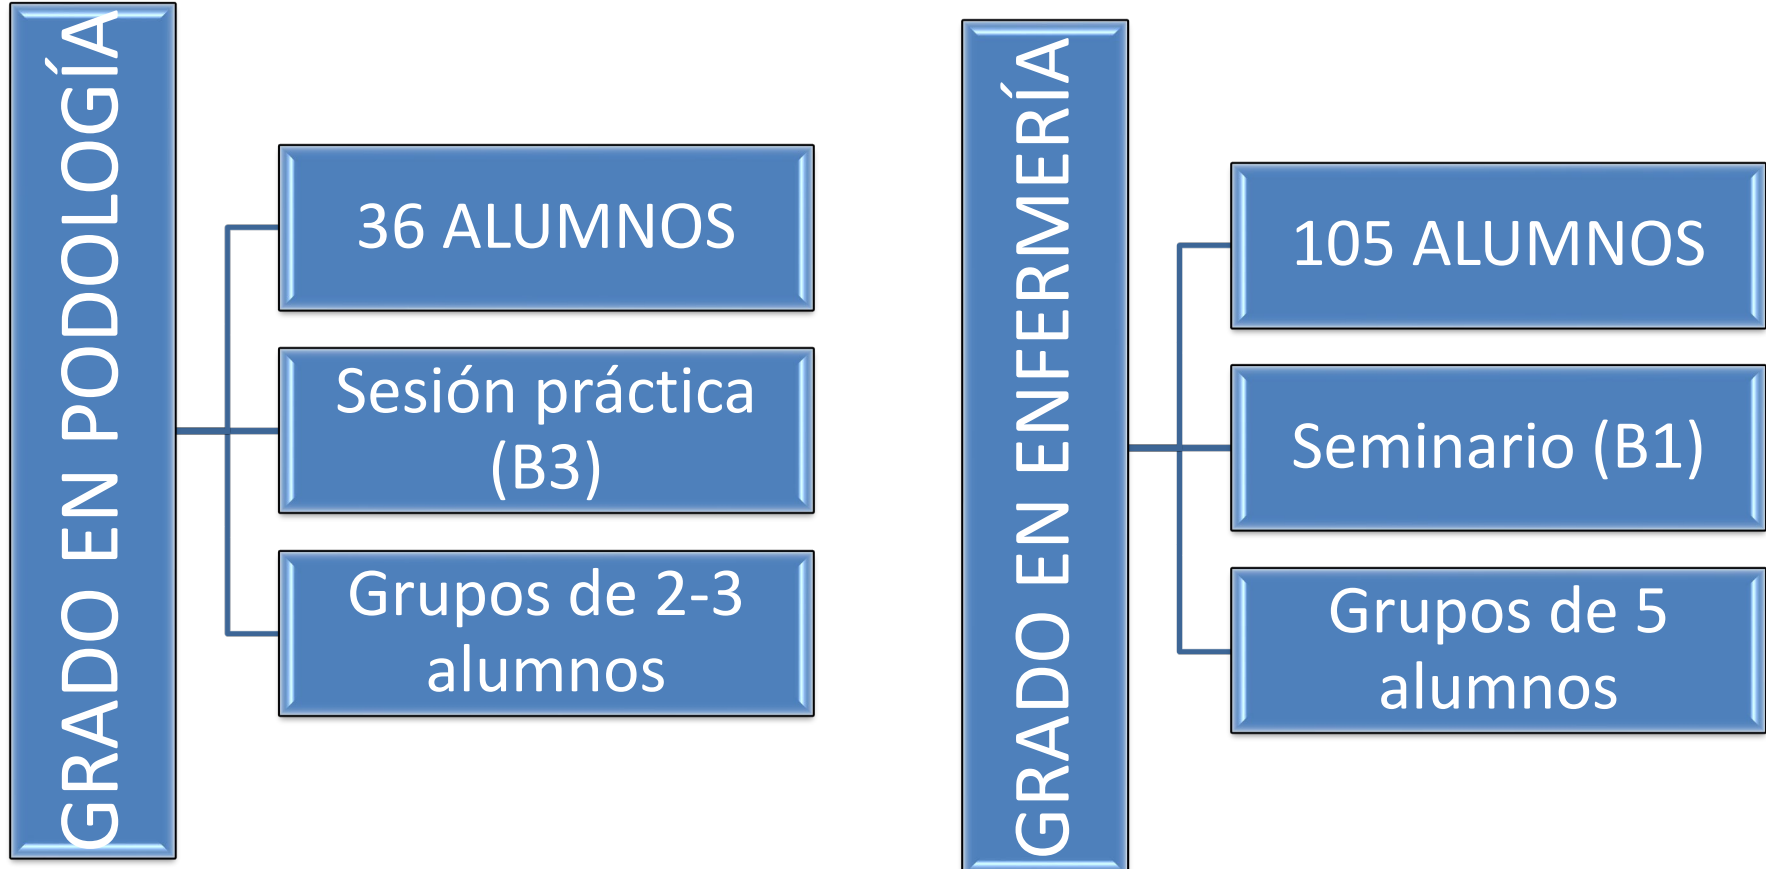 GRADO EN PODOLOGÍA
36 ALUMNOS
Sesión práctica
(B3)
Grupos de 2-3
alumnos
GRADO EN ENFERMERÍA
105 ALUMNOS
Seminario (B1)
Grupos de 5
alumnos